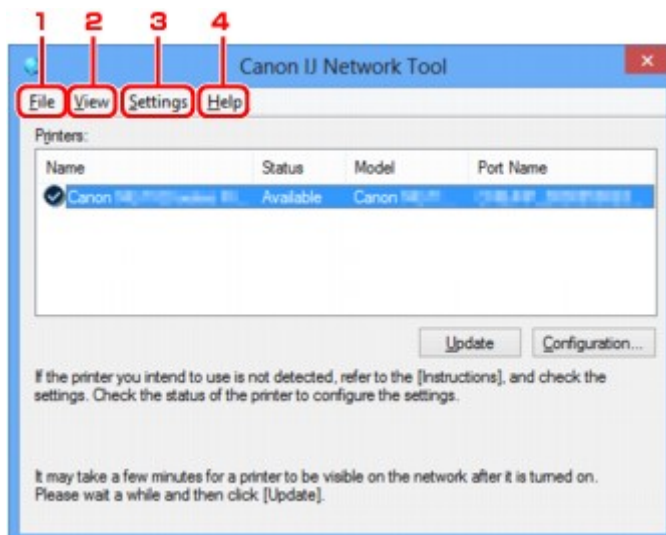 1 2 3 4
Canon IJ Network Tool
File View Settings Help
Printers:
Name Status Model Port Name
Canon Available Canon
Update Configuration...
If the printer you intend to use is not detected, refer to the [Instructions], and check the
settings. Check the status of the printer to configure the settings.
It may take a few minutes for a printer to be visible on the network after it is turned on.
Please wait a while and then click [Update].